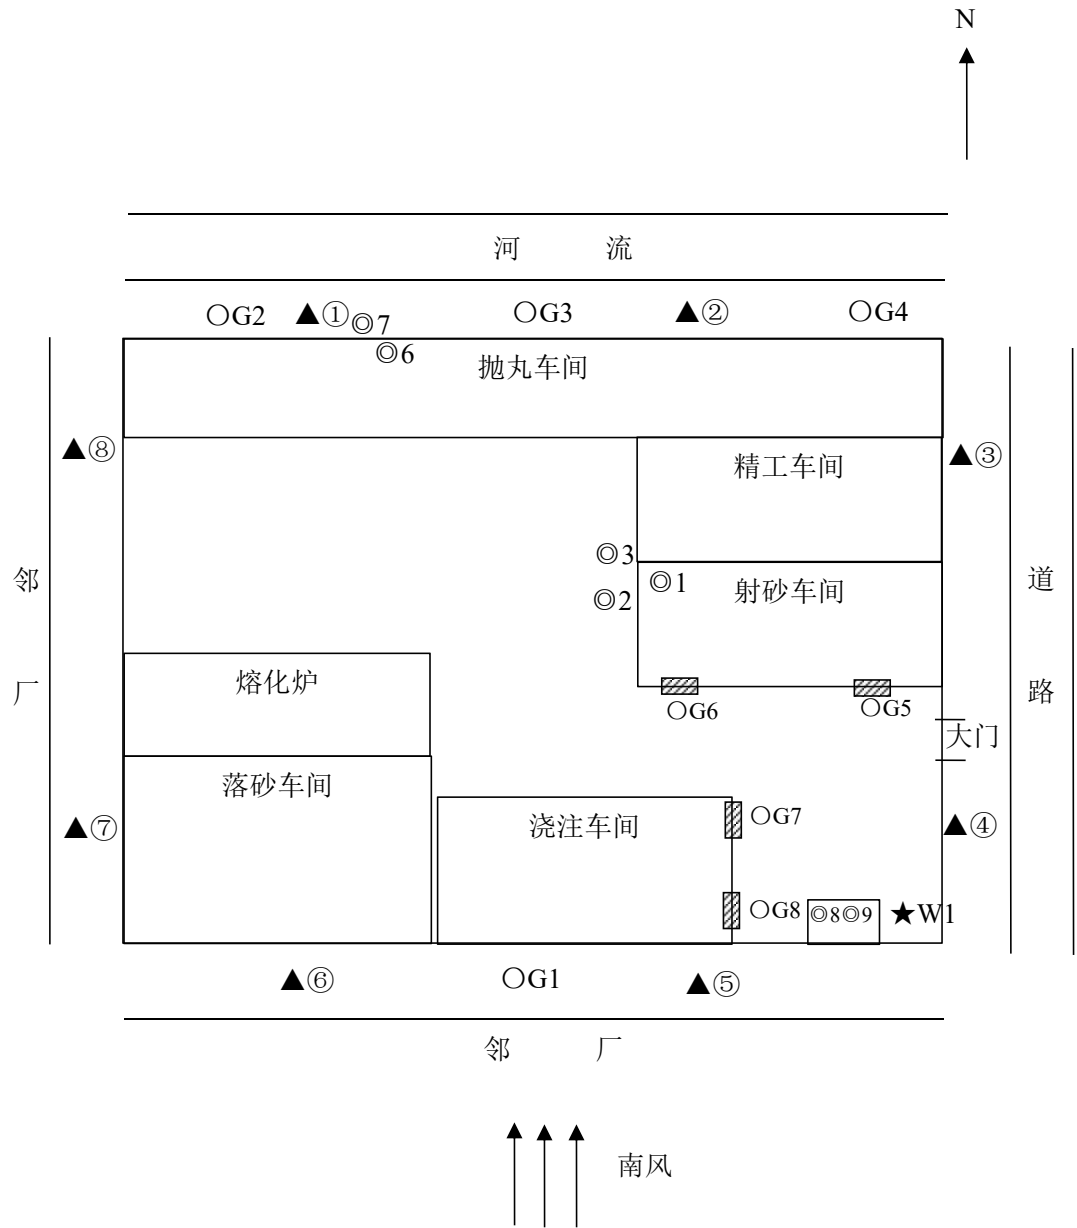 N
河 流
○G2 ▲① ◎7 ○G3 ▲② ○G4
◎6
抛丸车间
▲⑧
▲③
精工车间
◎3
邻 厂
◎1
射砂车间
道 路
◎2
熔化炉
○G6
○G5
大门
落砂车间
▲⑦
浇注车间
○G7
▲④
○G8
◎8◎9
★W1
▲⑥ ○G1 ▲⑤
邻 厂
南风